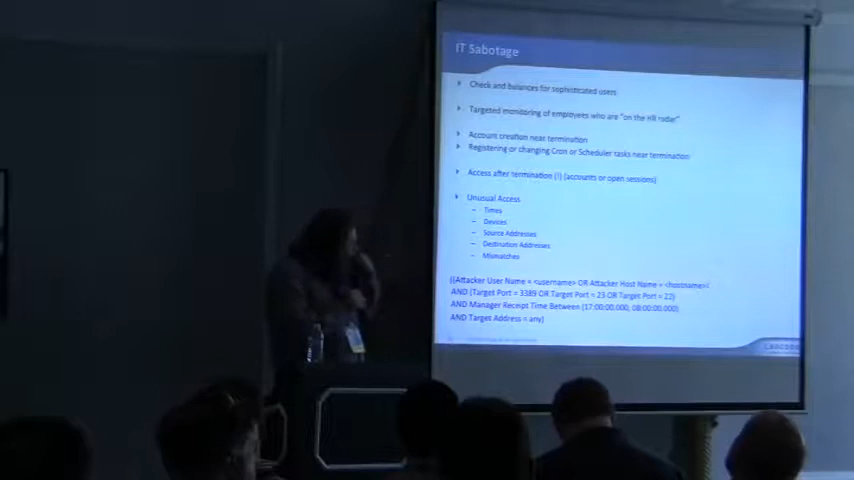 IT Sabotage
Check and balances for sophisticated users
Targeted monitoring of employees who are "on the HR radar"
Account creation near termination
Registering or changing Cron or Scheduler tasks near termination
Access after termination (!) (accounts or open sessions)
Unusual Access
– Times
– Devices
– Source Addresses
– Destination Addresses
– Mismatches
((Attacker User Name = <username> OR Attacker Host Name = <hostname>)
AND (Target Port = 3389 OR Target Port = 23 OR Target Port = 22)
AND Manager Receipt Time Between (17:00:00.000, 08:00:00.000)
AND Target Address = any)